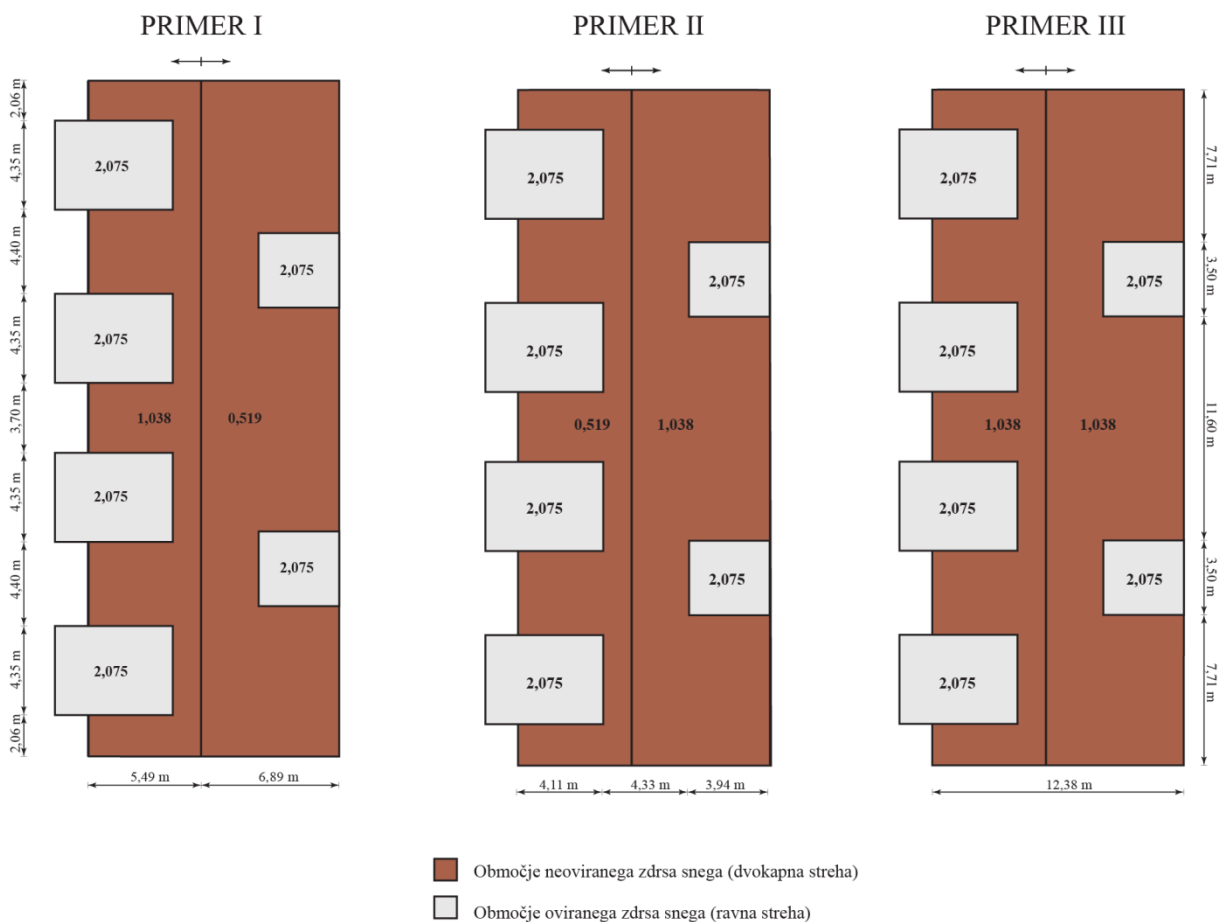 PRIMER I
PRIMER II
PRIMER III
2,06 m
4,35 m
4,40 m
4,35 m
3,70 m
4,35 m
4,40 m
4,35 m
2,06 m
2,075
2,075
2,075
1,038
0,519
2,075
2,075
2,075
5,49 m
6,89 m
2,075
2,075
2,075
0,519
1,038
2,075
2,075
2,075
4,11 m
4,33 m
3,94 m
2,075
2,075
2,075
1,038
1,038
2,075
2,075
2,075
7,71 m
3,50 m
11,60 m
3,50 m
7,71 m
12,38 m
Območje neoviranega zdrsa snega (dvokapna streha)
Območje oviranega zdrsa snega (ravna streha)